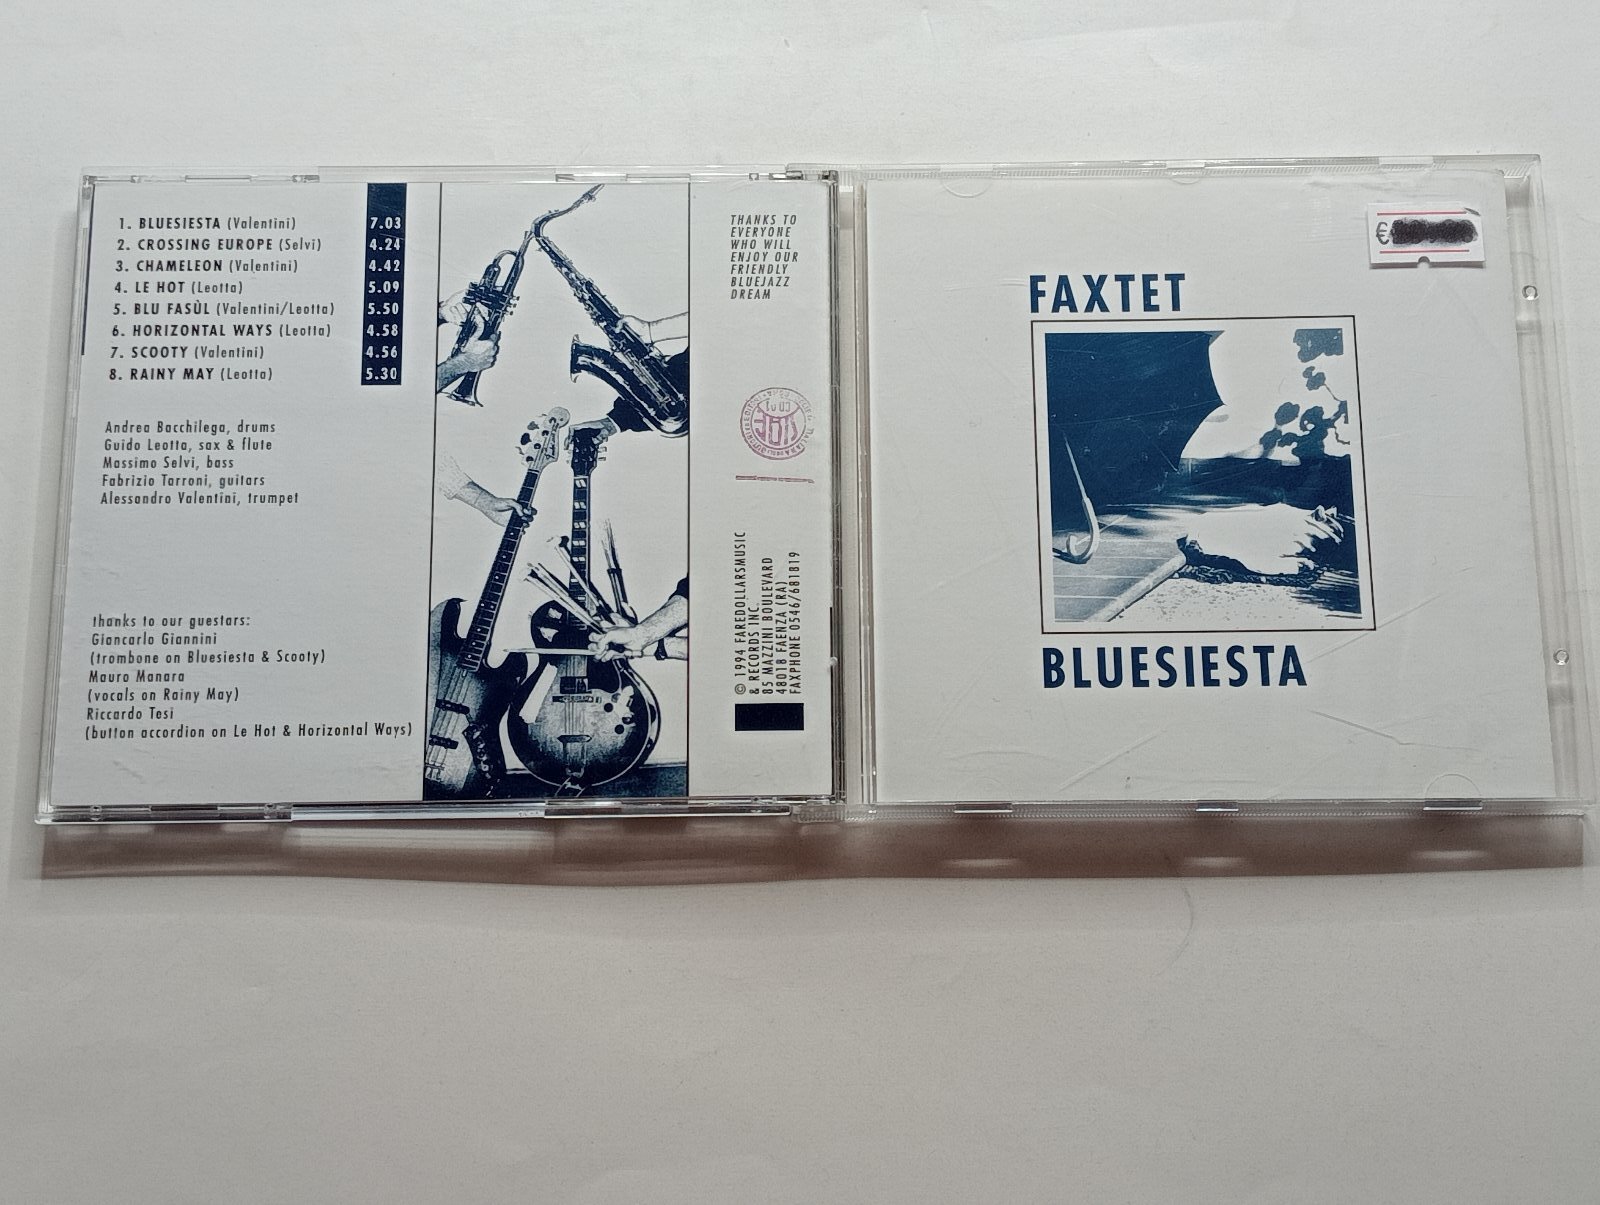 1. BLUESIESTA (Valentini) 7.03
2. CROSSING EUROPE (Selvi) 4.24
3. CHAMELEON (Valentini) 4.42
4. LE HOT (Leotta) 5.09
5. BLU FASÙL (Valentini/Leotta) 5.50
6. HORIZONTAL WAYS (Leotta) 4.58
7. SCOOTY (Valentini) 4.56
8. RAINY MAY (Leotta) 5.30
Andrea Bacchilega, drums
Guido Leotta, sax & flute
Massimo Selvi, bass
Fabrizio Tarroni, guitars
Alessandro Valentini, trumpet
thanks to our guestars:
Giancarlo Giannini
(trombone on Bluesiesta & Scooty)
Mauro Manara
(vocals on Rainy May)
Riccardo Tesi
(button accordion on Le Hot & Horizontal Ways)
THANKS TO
EVERYONE
WHO WILL
ENJOY OUR
FRIENDLY
BLUEJAZZ
DREAM
SIAE
© 1994 FAREDOLLARSMUSIC
& RECORDS INC.
85 MAZZINI BOULEVARD
48018 FAENZA (RA)
FAXPHONE 0546/681819
€
FAXTET
BLUESIESTA